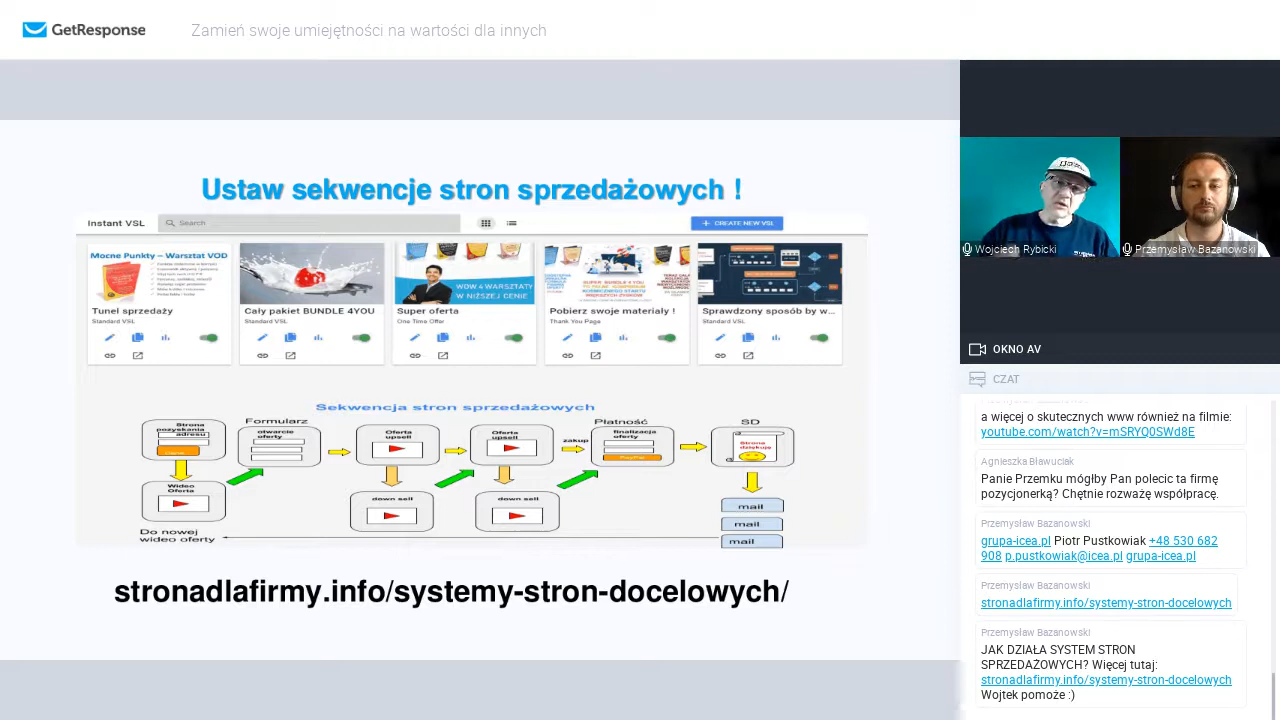 GetResponse
Zamień swoje umiejętności na wartości dla innych
Ustaw sekwencje stron sprzedażowych !
Instant VSL
Search
+ CREATE NEW VSL
Mocne Punkty – Warsztat VOD
WOW 4 WARSZTATY
W NIŻSZEJ CENIE
Tunel sprzedaży
Standard VSL
Cały pakiet BUNDLE 4YOU
Standard VSL
Super oferta
One Time Offer
Pobierz swoje materiały !
Thank You Page
Sprawdzony sposób by w...
Standard VSL
Sekwencja stron sprzedażowych
Strona
pozyskania
adresu
Formularz
otwarcie
oferty
Oferta
upsell
Oferta
upsell
zakup
Płatność
finalizacja
oferty
PayPal
SD
Strona
dziękuję
Wideo
Oferta
down sell
down sell
mail
mail
mail
Do nowej
wideo oferty
stronadlafirmy.info/systemy-stron-docelowych/
Wojciech Rybicki
Przemysław Bazanowski
OKNO AV
CZAT
a więcej o skutecznych www również na filmie:
youtube.com/watch?v=mSRYQ0SWd8E
Agnieszka Bławuciak
Panie Przemku mógłby Pan polecic ta firmę
pozycjonerką? Chętnie rozważę współpracę.
Przemysław Bazanowski
grupa-icea.pl Piotr Pustkowiak +48 530 682
908 p.pustkowiak@icea.pl grupa-icea.pl
Przemysław Bazanowski
stronadlafirmy.info/systemy-stron-docelowych
Przemysław Bazanowski
JAK DZIAŁA SYSTEM STRON
SPRZEDAŻOWYCH? Więcej tutaj:
stronadlafirmy.info/systemy-stron-docelowych
Wojtek pomoże :)